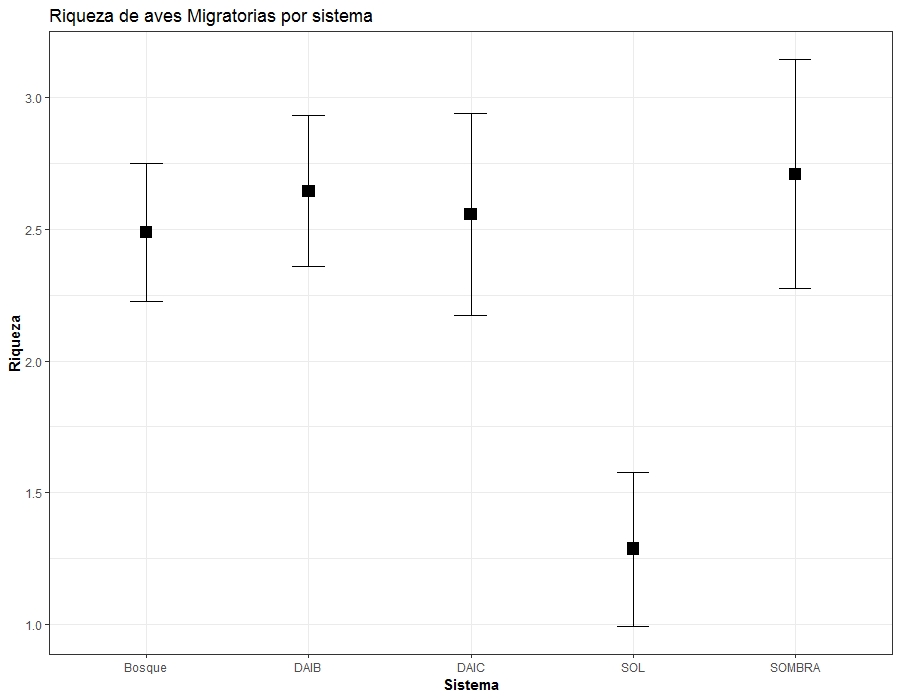 Riqueza de aves Migratorias por sistema
Riqueza
3.0
2.5
2.0
1.5
1.0
Bosque DAIB DAIC SOL SOMBRA
Sistema